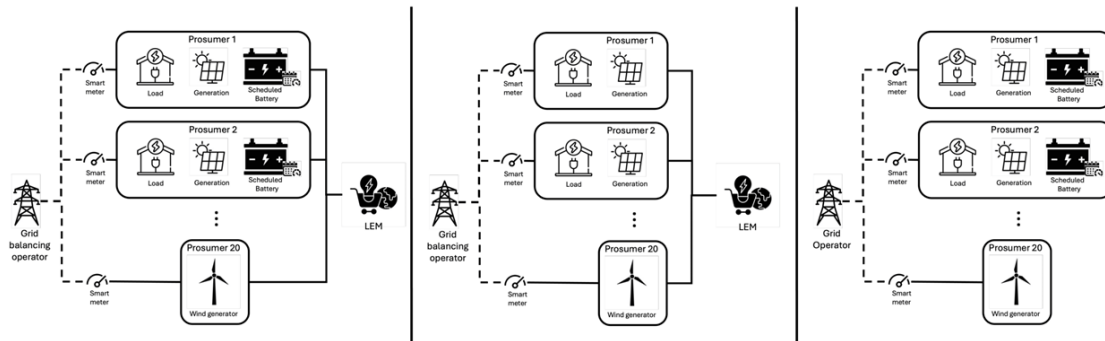 Prosumer 1
Load
Generation
Scheduled
Battery
Smart
meter
Prosumer 2
Load
Generation
Scheduled
Battery
Smart
meter
Grid
balancing
operator
LEM
Prosumer 20
Wind generator
Smart
meter
Prosumer 1
Load
Generation
Smart
meter
Prosumer 2
Load
Generation
Smart
meter
Grid
balancing
operator
LEM
Prosumer 20
Wind generator
Smart
meter
Prosumer 1
Load
Generation
Scheduled
Battery
Smart
meter
Prosumer 2
Load
Generation
Scheduled
Battery
Smart
meter
Grid
Operator
Prosumer 20
Wind generator
Smart
meter